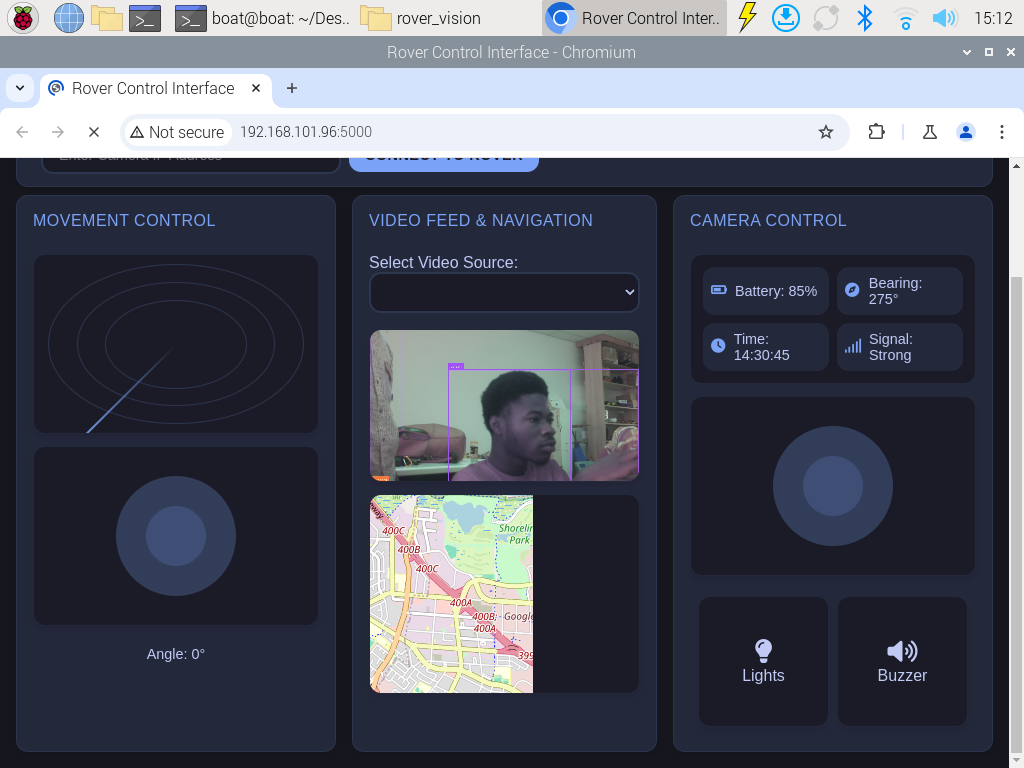 boat@boat: ~/Des..
rover_vision
Rover Control Inter..
15:12
Rover Control Interface - Chromium
Rover Control Interface
Not secure
192.168.101.96:5000
Enter Camera IP Address
CONNECT TO ROVER
MOVEMENT CONTROL
VIDEO FEED & NAVIGATION
CAMERA CONTROL
Select Video Source:
Battery: 85%
Bearing:
275°
Time:
14:30:45
Signal:
Strong
Angle: 0°
400C
400B
400C
400A
400B;
400A
399
Shorelin
Park
- Google
Lights
Buzzer